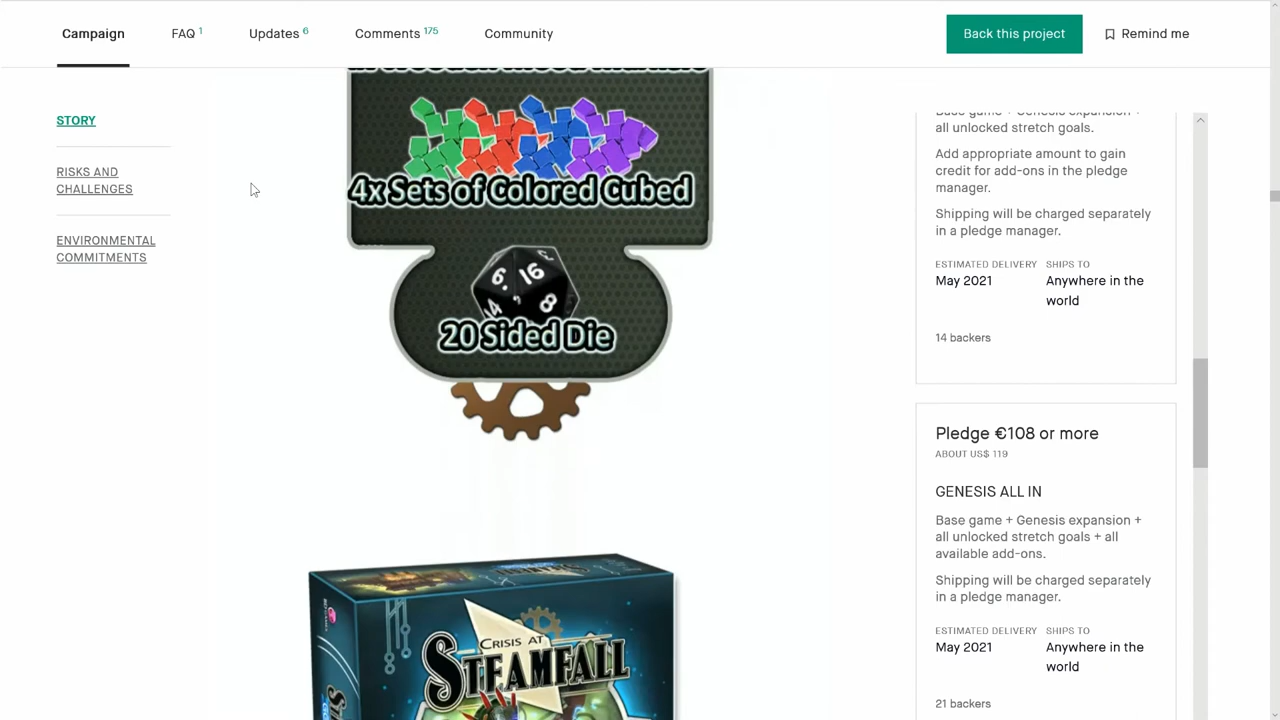 Campaign
FAQ 1
Updates 6
Comments 175
Community
Back this project
Remind me
STORY
RISKS AND
CHALLENGES
ENVIRONMENTAL
COMMITMENTS
4x Sets of Colored Cubed
6.
16
14
8
20 Sided Die
CRISIS AT
STEAMFALL
Base game + Genesis expansion +
all unlocked stretch goals.
Add appropriate amount to gain
credit for add-ons in the pledge
manager.
Shipping will be charged separately
in a pledge manager.
ESTIMATED DELIVERY
SHIPS TO
May 2021
Anywhere in the
world
14 backers
Pledge €108 or more
ABOUT US$ 119
GENESIS ALL IN
Base game + Genesis expansion +
all unlocked stretch goals + all
available add-ons.
Shipping will be charged separately
in a pledge manager.
ESTIMATED DELIVERY
SHIPS TO
May 2021
Anywhere in the
world
21 backers